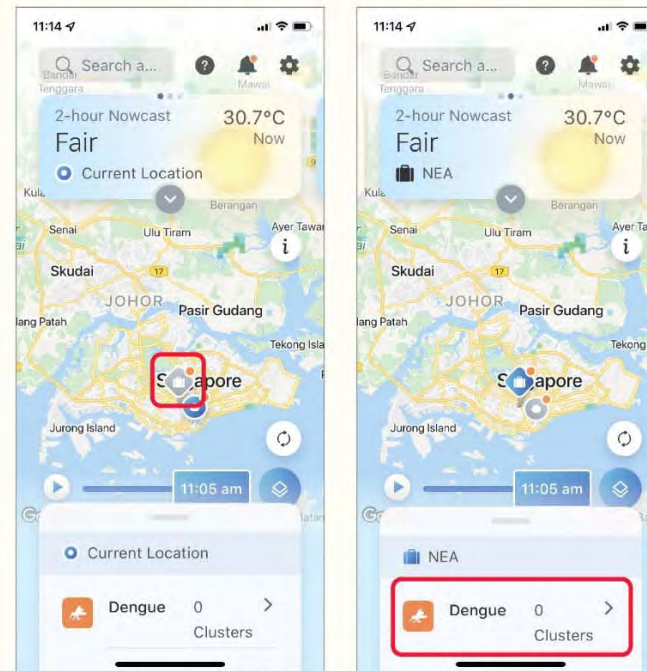 11:14
Search a...
?
Bandar
Tenggara
Mawai
2-hour Nowcast
30.7°C
Fair
Now
Current Location
Berangan
Senai
Ulu Tiram
Ayer Tawar
i
Skudai
17
JOHOR
Pasir Gudang
lang Patah
Tekong Isla
Jurong Island
11:05 am
Current Location
Dengue
0
Clusters
11:14
Search a...
?
Bandar
Tenggara
Mawai
2-hour Nowcast
30.7°C
Fair
Now
NEA
Berangan
Senai
Ulu Tiram
Ayer Ta
i
Skudai
17
JOHOR
Pasir Gudang
lang Patah
Tekong
Jurong Island
11:05 am
NEA
Dengue
0
Clusters